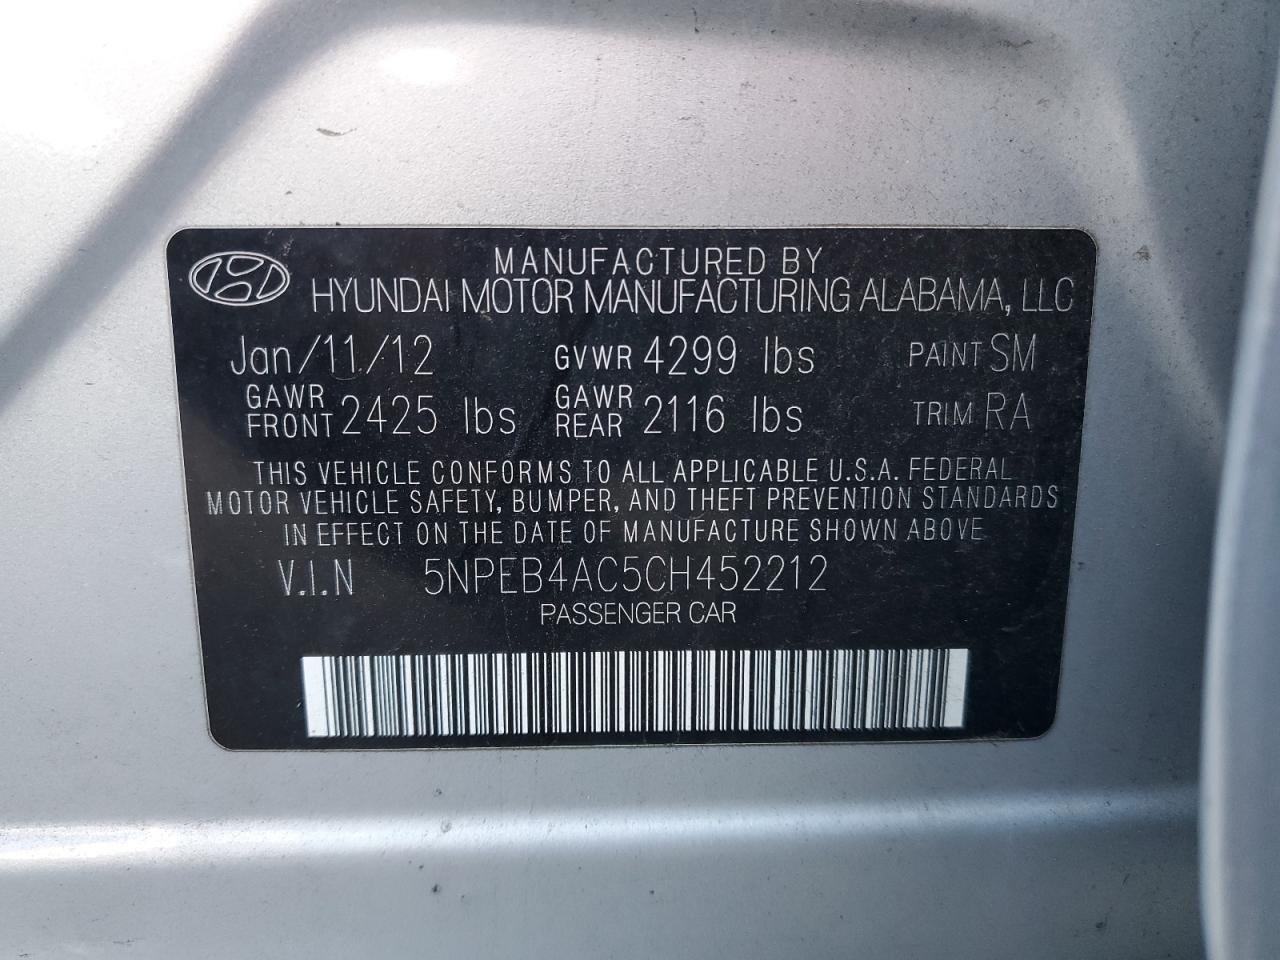 MANUFACTURED BY
HYUNDAI MOTOR MANUFACTURING ALABAMA, LLC
Jan/11/12 GVWR 4299 lbs PAINT SM
GAWR FRONT 2425 lbs GAWR REAR 2116 lbs TRIM RA
THIS VEHICLE CONFORMS TO ALL APPLICABLE U.S.A. FEDERAL
MOTOR VEHICLE SAFETY, BUMPER, AND THEFT PREVENTION STANDARDS
IN EFFECT ON THE DATE OF MANUFACTURE SHOWN ABOVE
V.I.N 5NPEB4AC5CH452212
PASSENGER CAR